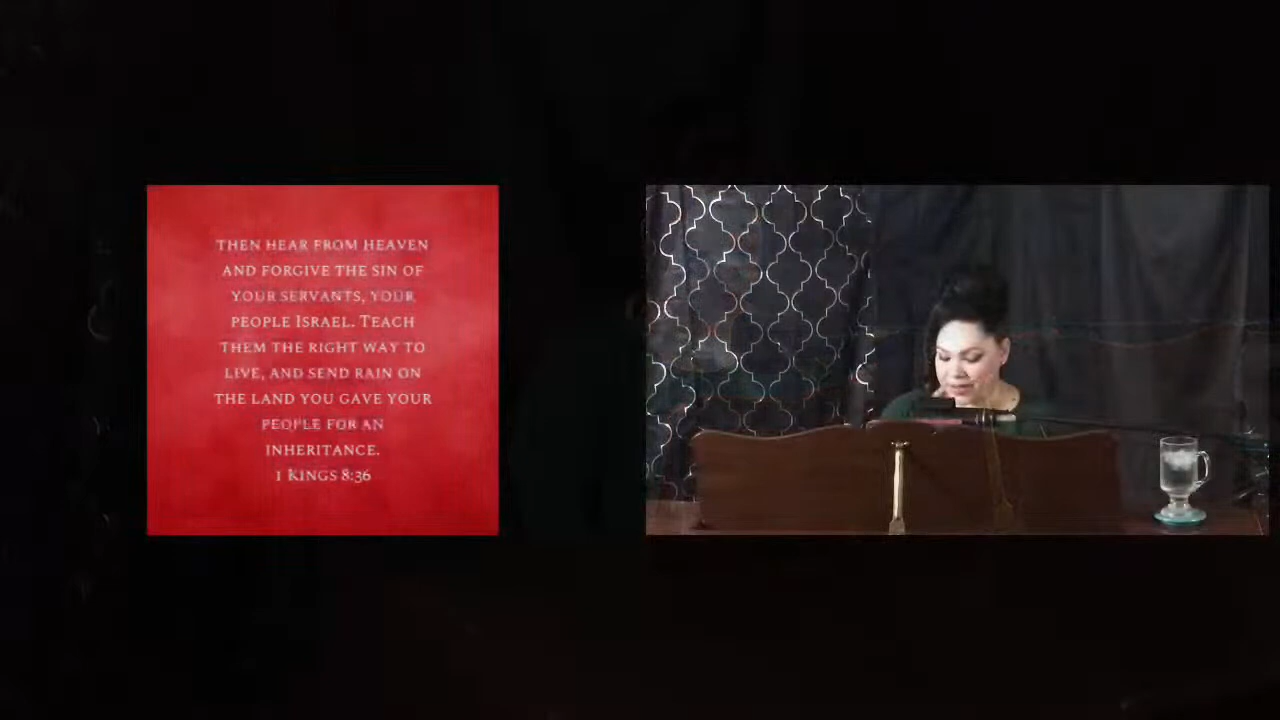 THEN HEAR FROM HEAVEN
AND FORGIVE THE SIN OF
YOUR SERVANTS, YOUR
PEOPLE ISRAEL. TEACH
THEM THE RIGHT WAY TO
LIVE, AND SEND RAIN ON
THE LAND YOU GAVE YOUR
PEOPLE FOR AN
INHERITANCE.
1 KINGS 8:36